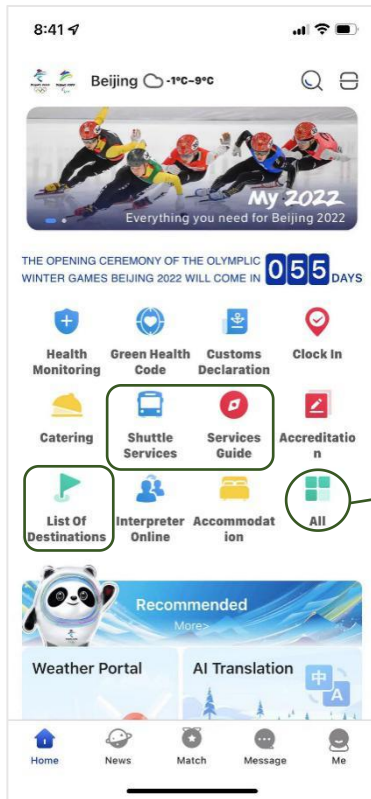 8:41
Beijing -1°C~9°C
My 2022
Everything you need for Beijing 2022
THE OPENING CEREMONY OF THE OLYMPLIC
WINTER GAMES BEIJING 2022 WILL COME IN 055 DAYS
Health Monitoring
Green Health Code
Customs Declaration
Clock In
Catering
Shuttle Services
Services Guide
Accreditatio
n
List Of Destinations
Interpreter Online
Accommodat
ion
All
Recommended
More>
Weather Portal
AI Translation
中
A
Home
News
Match
Message
Me